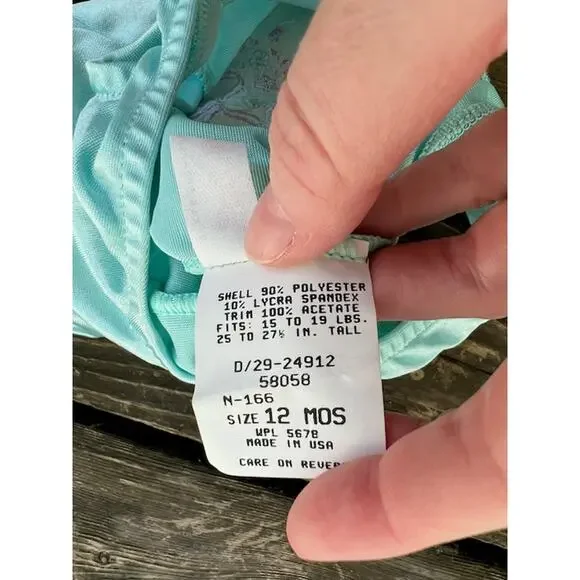 SHELL 90% POLYESTER
10% LYCRA SPANDEX
TRIM 100% ACETATE
FITS: 15 TO 19 LBS.
25 TO 27½ IN. TALL
D/29-24912
58058
N-166
SIZE 12 MOS
WPL 5678
MADE IN USA
CARE ON REVER